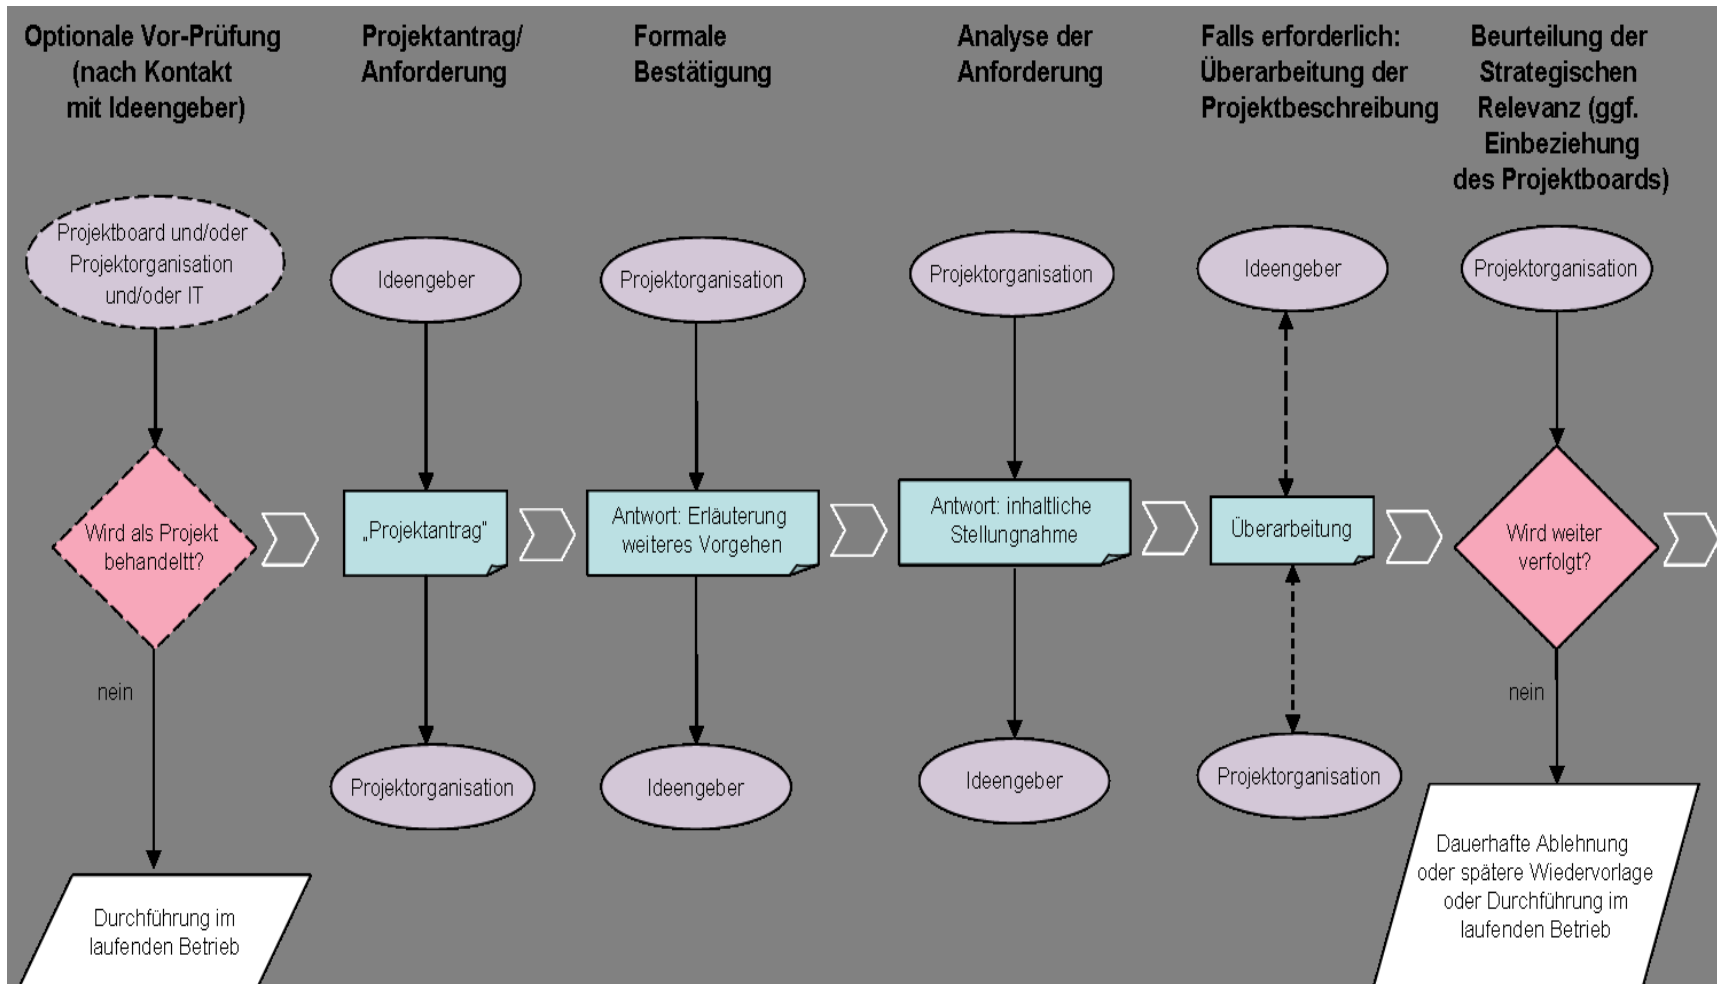 Optionale Vor-Prüfung
(nach Kontakt
mit Ideengeber)
Projektantrag/
Anforderung
Formale
Bestätigung
Analyse der
Anforderung
Falls erforderlich:
Überarbeitung der
Projektbeschreibung
Beurteilung der
Strategischen
Relevanz (ggf.
Einbeziehung
des Projektboards)
Projektboard und/oder
Projektorganisation
und/oder IT
Ideengeber
Projektorganisation
Projektorganisation
Ideengeber
Projektorganisation
Wird als Projekt
behandeltt?
„Projektantrag"
Antwort: Erläuterung
weiteres Vorgehen
Antwort: inhaltliche
Stellungnahme
Überarbeitung
Wird weiter
verfolgt?
nein
nein
Projektorganisation
Ideengeber
Ideengeber
Projektorganisation
Durchführung im
laufenden Betrieb
Dauerhafte Ablehnung
oder spätere Wiedervorlage
oder Durchführung im
laufenden Betrieb